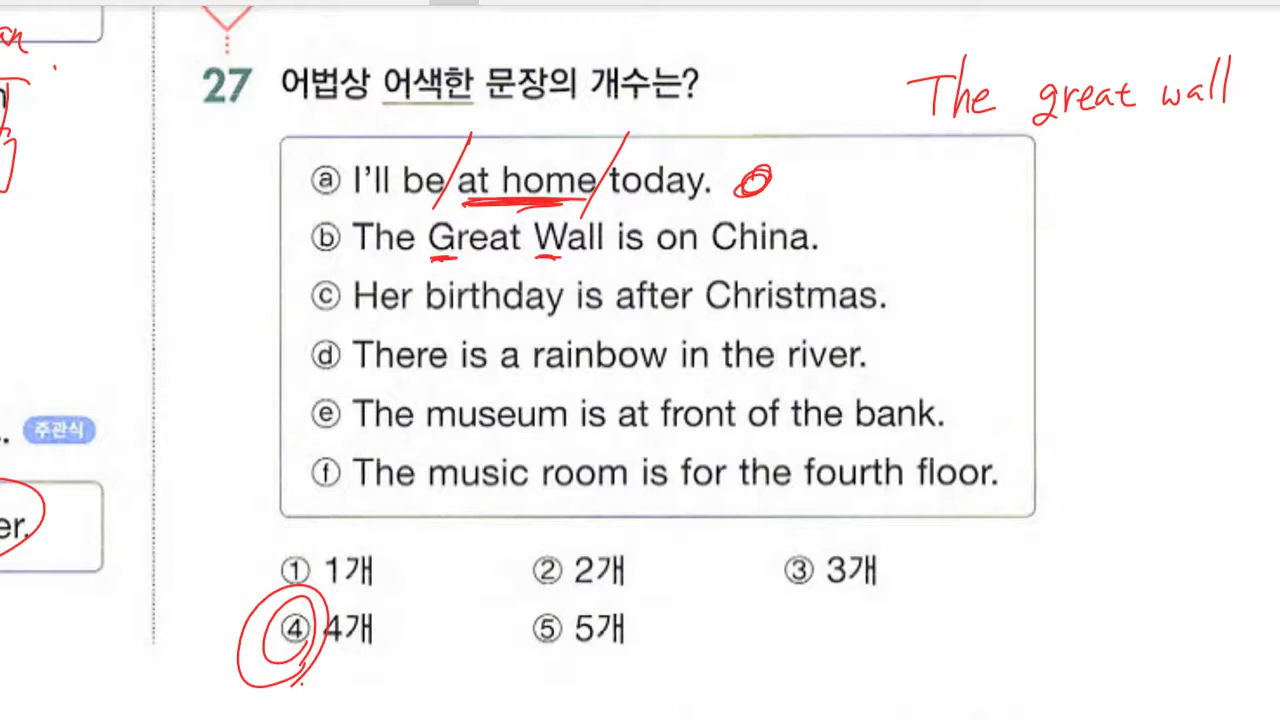 an
27 어법상 어색한 문장의 개수는?
The great wall
ⓐ I'll be at home today.
ⓑ The Great Wall is on China.
ⓒ Her birthday is after Christmas.
ⓓ There is a rainbow in the river.
ⓔ The museum is at front of the bank.
ⓕ The music room is for the fourth floor.
주관식
er.
① 1개 ② 2개 ③ 3개
④ 4개 ⑤ 5개